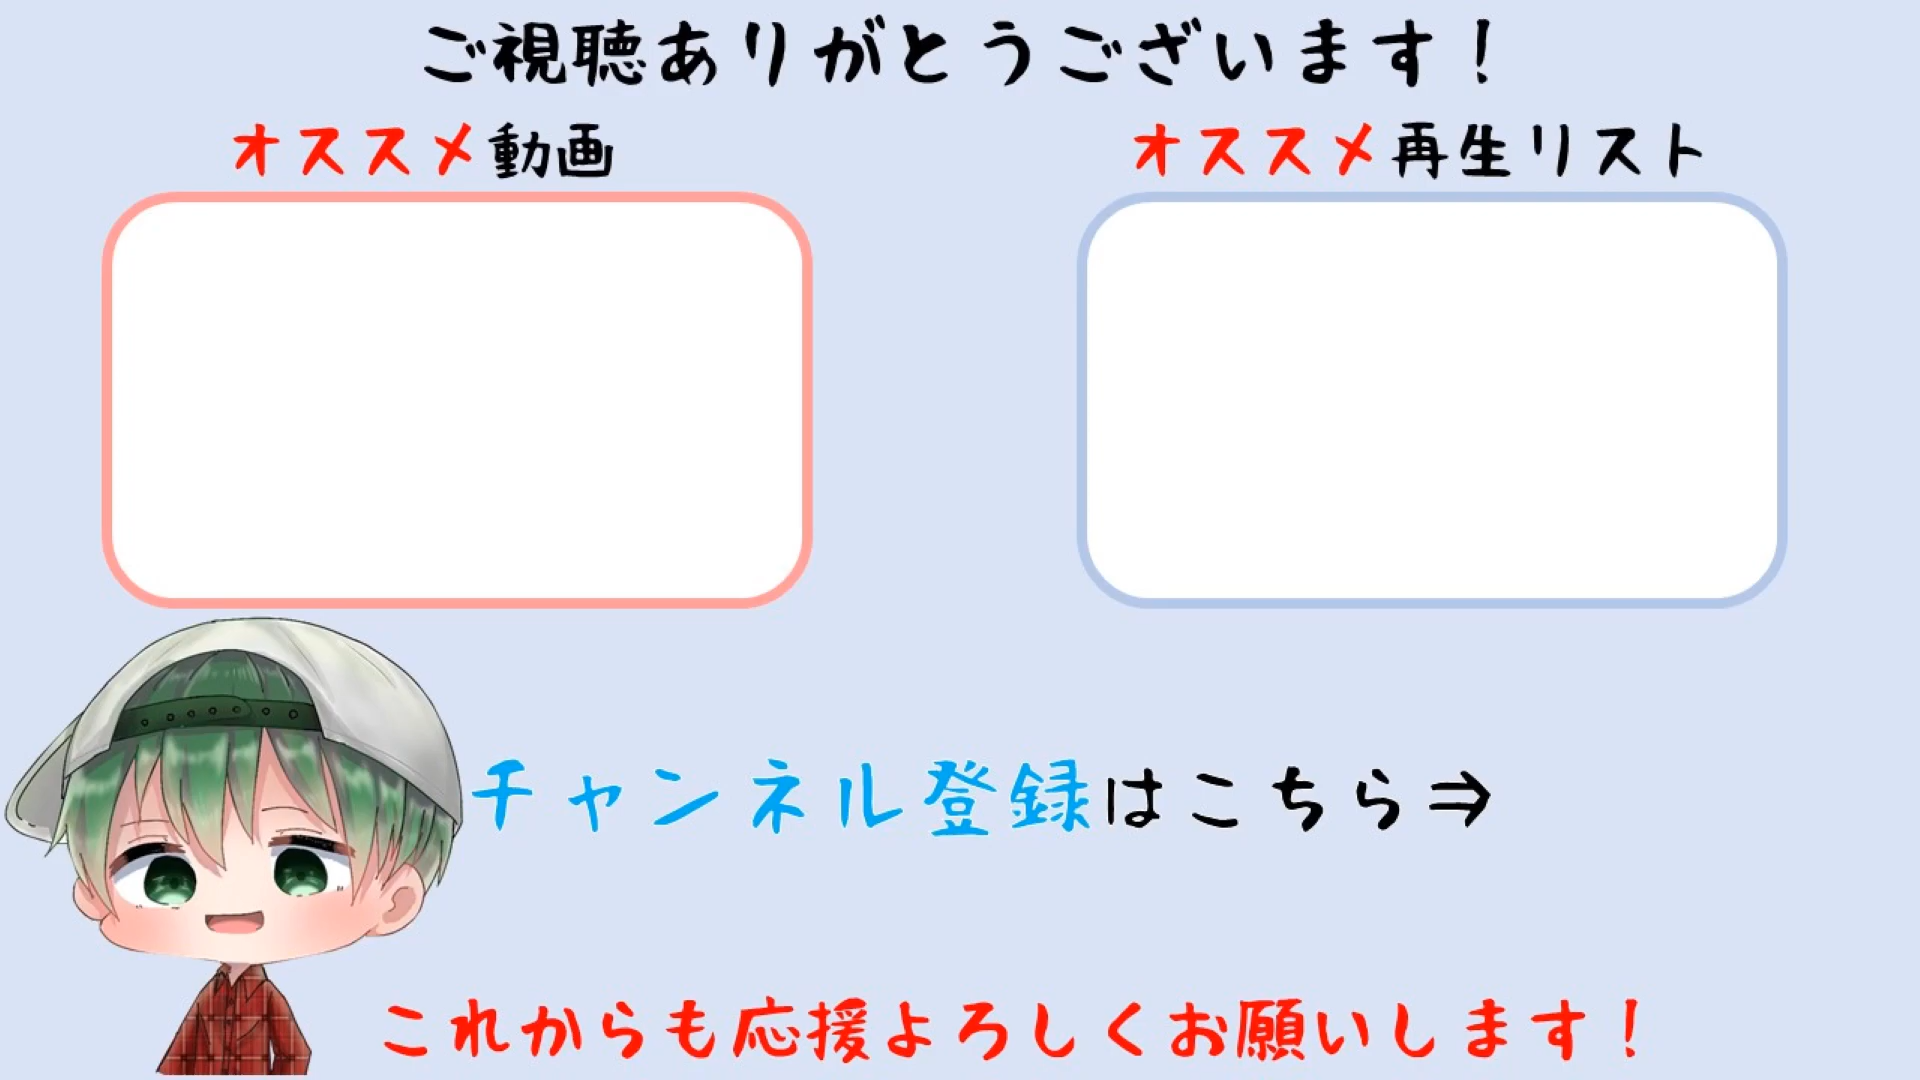 ご視聴ありがとうございます！
オススメ動画
オススメ再生リスト
チャンネル登録はこちら⇒
これからも応援よろしくお願いします！